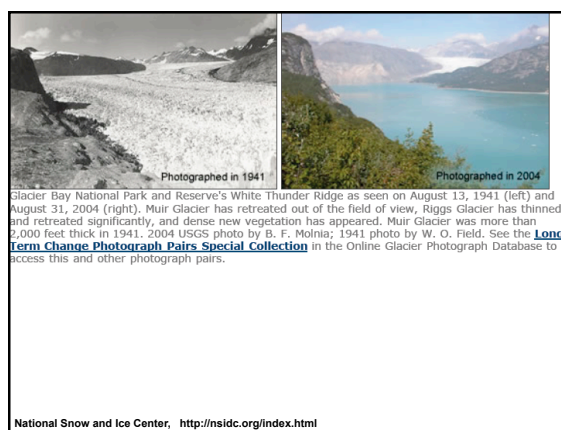 Photographed in 1941
Photographed in 2004
Glacier Bay National Park and Reserve's White Thunder Ridge as seen on August 13, 1941 (left) and
August 31, 2004 (right). Muir Glacier has retreated out of the field of view, Riggs Glacier has thinned
and retreated significantly, and dense new vegetation has appeared. Muir Glacier was more than
2,000 feet thick in 1941. 2004 USGS photo by B. F. Molnia; 1941 photo by W. O. Field. See the Long
Term Change Photograph Pairs Special Collection in the Online Glacier Photograph Database to
access this and other photograph pairs.
National Snow and Ice Center, http://nsidc.org/index.html